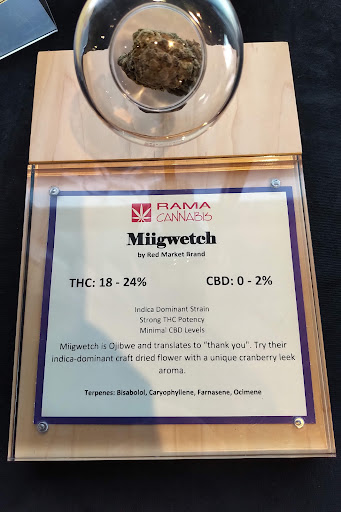 RAMA
CANNABIS
Miigwetch
by Red Market Brand
THC: 18 - 24%
CBD: 0 - 2%
Indica Dominant Strain
Strong THC Potency
Minimal CBD Levels
Miigwetch is Ojibwe and translates to "thank you". Try their
indica-dominant craft dried flower with a unique cranberry leek
aroma.
Terpenes: Bisabolol, Caryophyllene, Farnasene, Ocimene